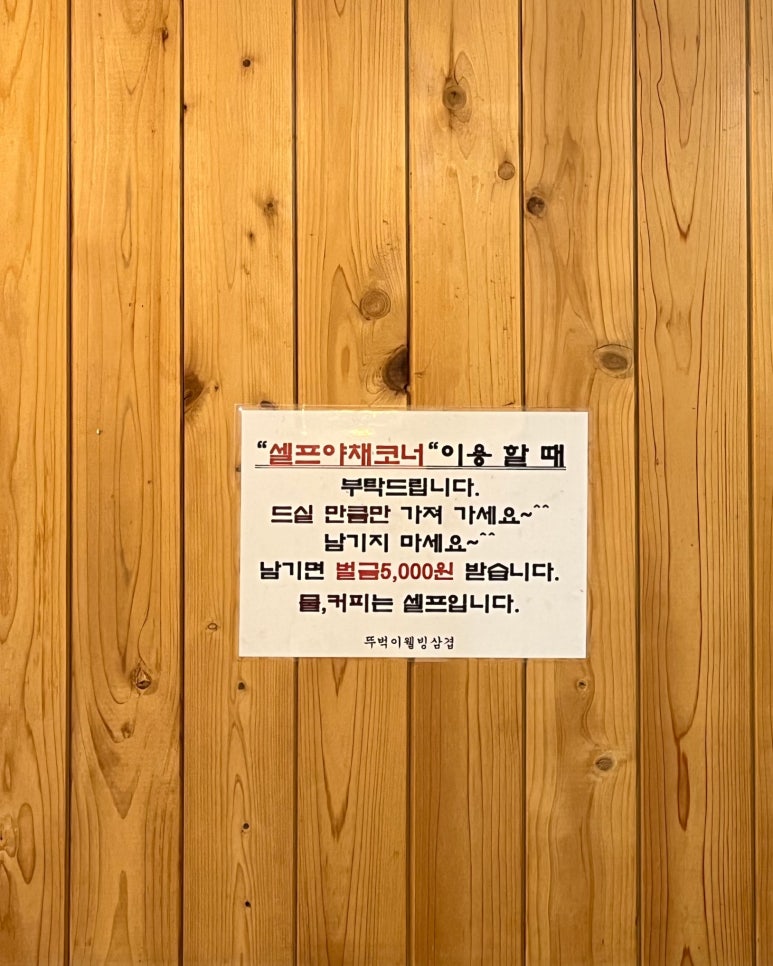 “셀프야채코너“이용 할 때
부탁드립니다.
드실 만큼만 가져 가세요~^^
남기지 마세요~^^
남기면 벌금5,000원 받습니다.
물,커피는 셀프입니다.
뚜벅이웰빙삼겹